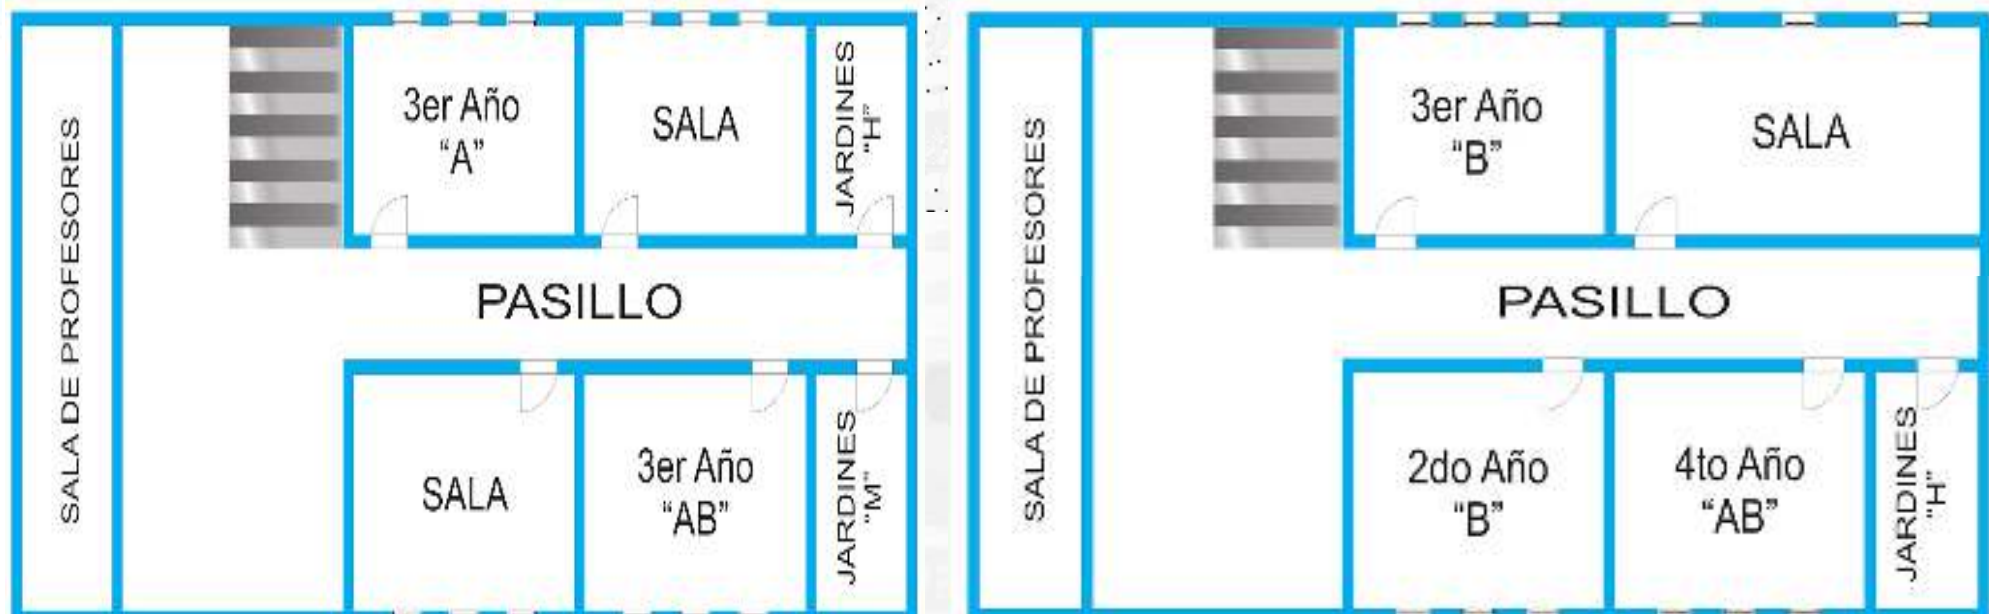 SALA DE PROFESORES
3er Año
“A”
SALA
JARDINES
“H”
PASILLO
SALA
3er Año
“AB”
JARDINES
“M”
SALA DE PROFESORES
3er Año
“B”
SALA
PASILLO
2do Año
“B”
4to Año
“AB”
JARDINES
“H”